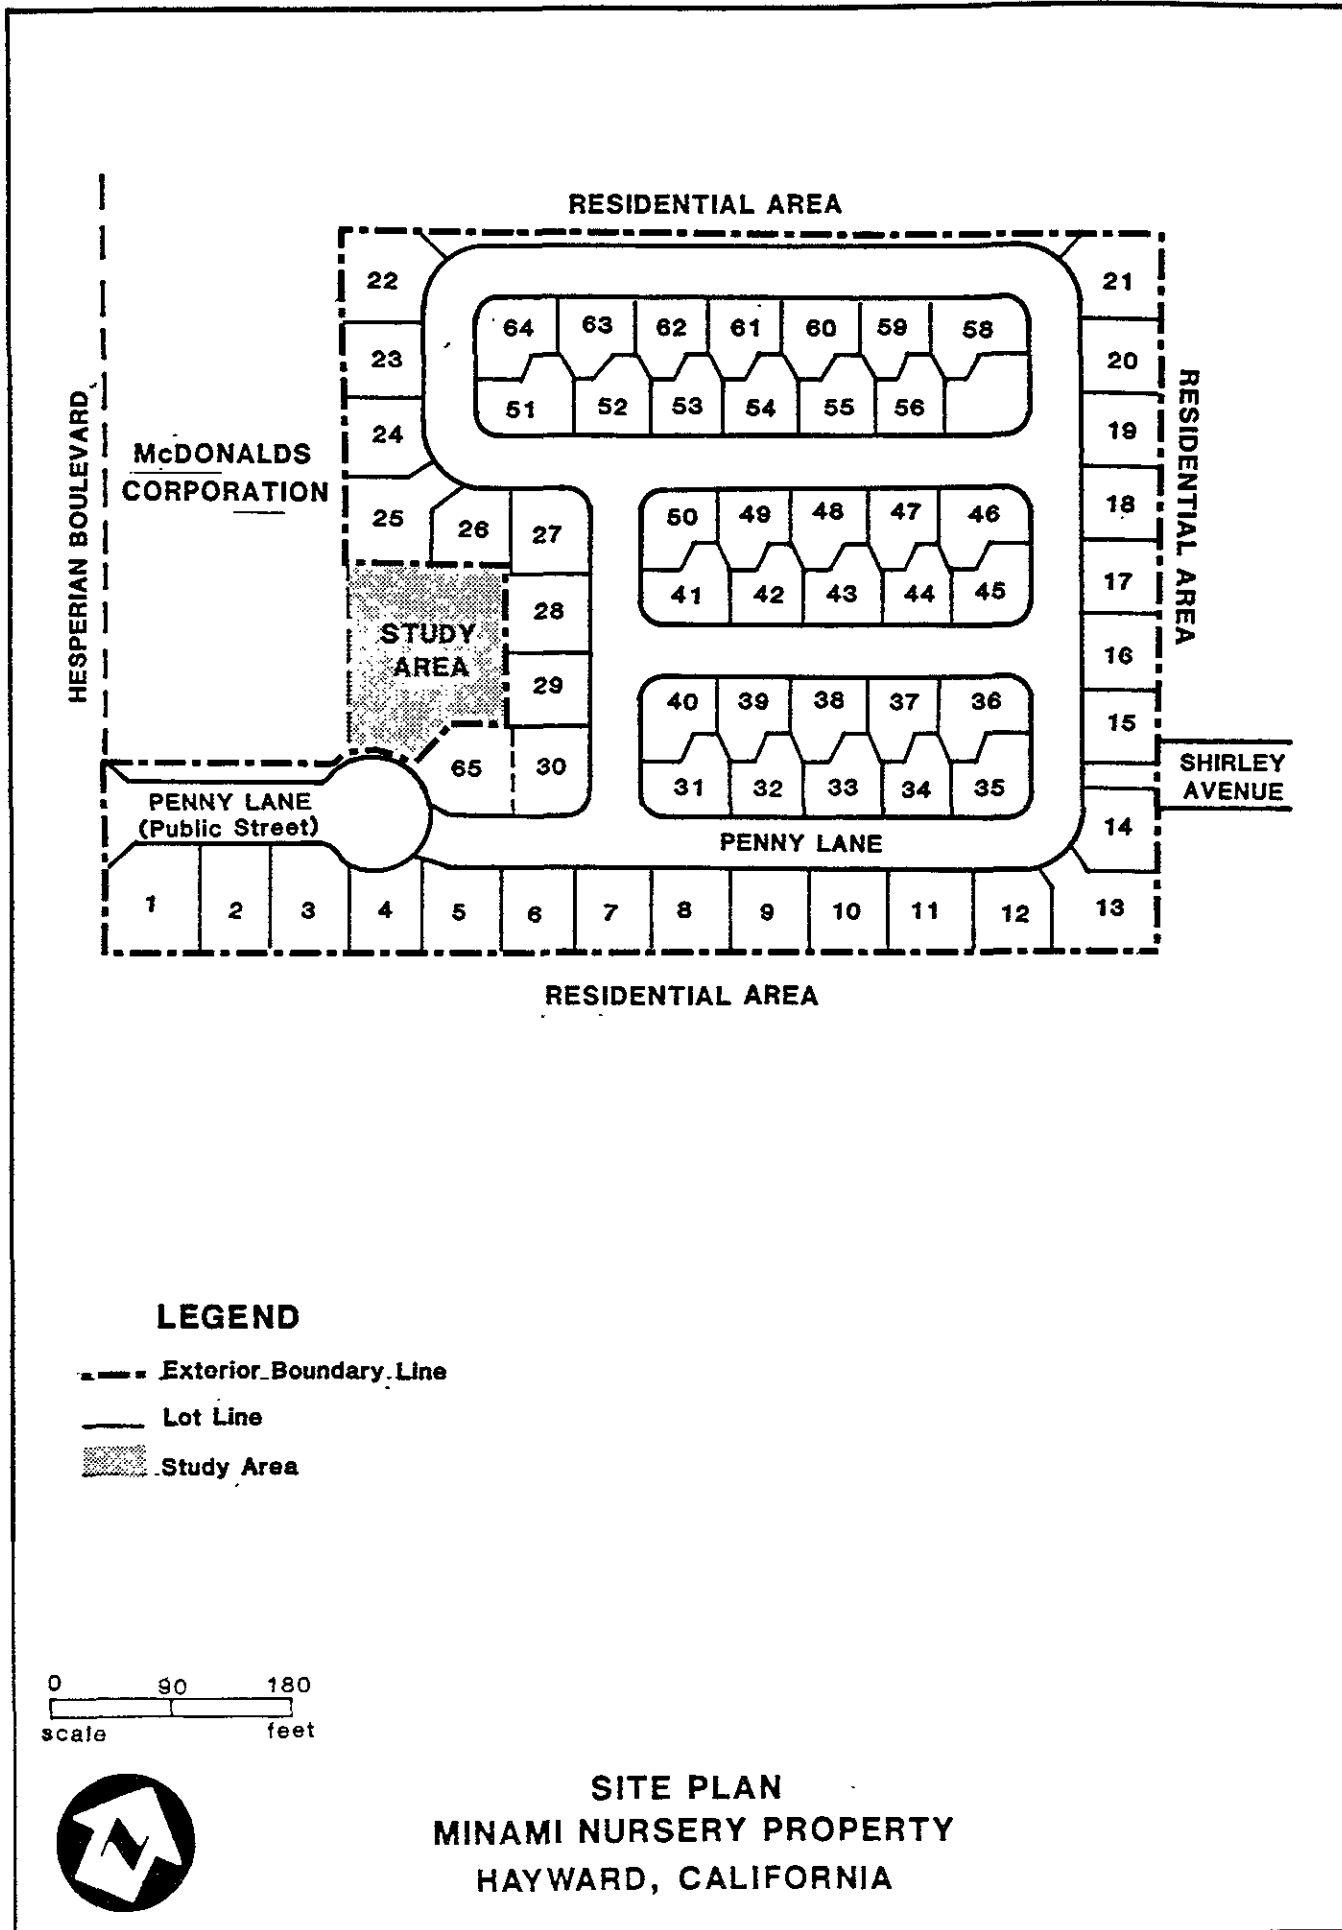 RESIDENTIAL AREA
22
21
64 63 62 61 60 59 58
23
20
51 52 53 54 55 56
24
19
HESPERIAN BOULEVARD
McDONALDS
CORPORATION
RESIDENTIAL AREA
25
26
27
50 49 48 47 46
18
41 42 43 44 45
17
28
STUDY
AREA
16
29
40 39 38 37 36
15
65
30
31 32 33 34 35
SHIRLEY
AVENUE
PENNY LANE
(Public Street)
PENNY LANE
14
1 2 3 4 5 6 7 8 9 10 11 12 13
RESIDENTIAL AREA
LEGEND
Exterior Boundary Line
Lot Line
Study Area
0 90 180
scale feet
N
SITE PLAN
MINAMI NURSERY PROPERTY
HAYWARD, CALIFORNIA